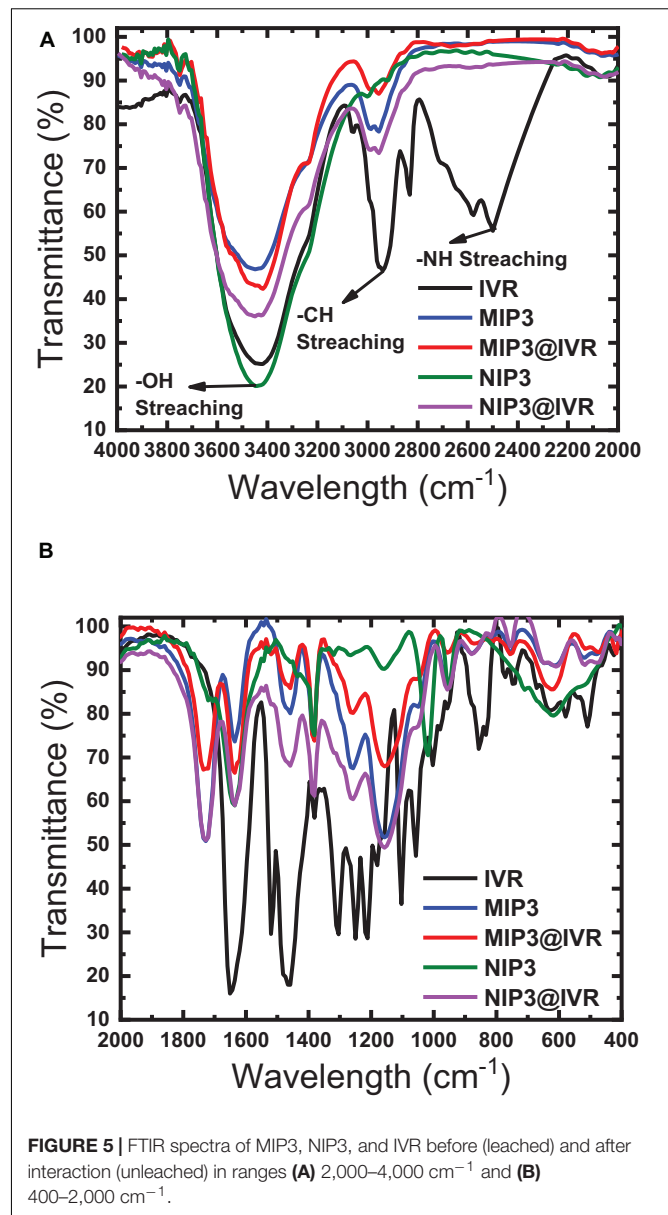 A
100
90
80
70
60
50
40
30
20
10
Transmittance (%)
-NH Streaching
-CH
Streaching
-OH
Streaching
IVR
MIP3
MIP3@IVR
NIP3
NIP3@IVR
4000 3800 3600 3400 3200 3000 2800 2600 2400 2200 2000
Wavelength (cm⁻¹)
B
100
90
80
70
60
50
40
30
20
10
Transmittance (%)
IVR
MIP3
MIP3@IVR
NIP3
NIP3@IVR
2000 1800 1600 1400 1200 1000 800 600 400
Wavelength (cm⁻¹)
FIGURE 5 | FTIR spectra of MIP3, NIP3, and IVR before (leached) and after
interaction (unleached) in ranges (A) 2,000–4,000 cm⁻¹ and (B)
400–2,000 cm⁻¹.